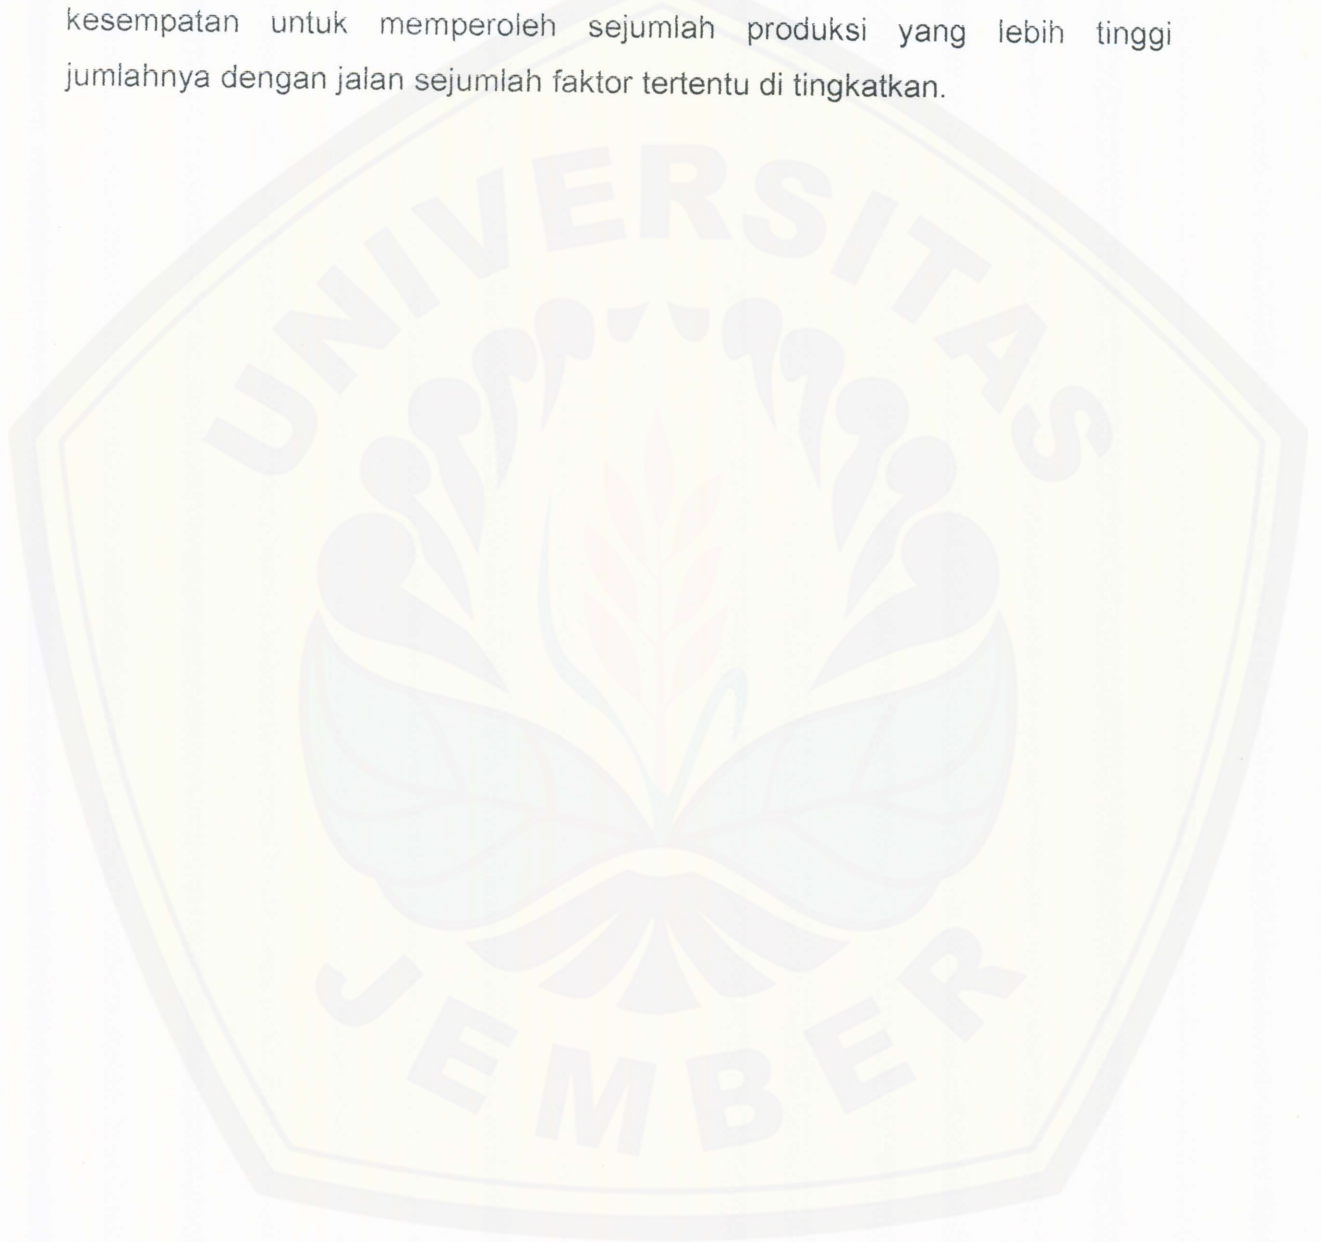 kesempatan untuk memperoleh sejumlah produksi yang lebih tinggi
jumlahnya dengan jalan sejumlah faktor tertentu di tingkatkan.
UNIVERSITAS
JEMBER